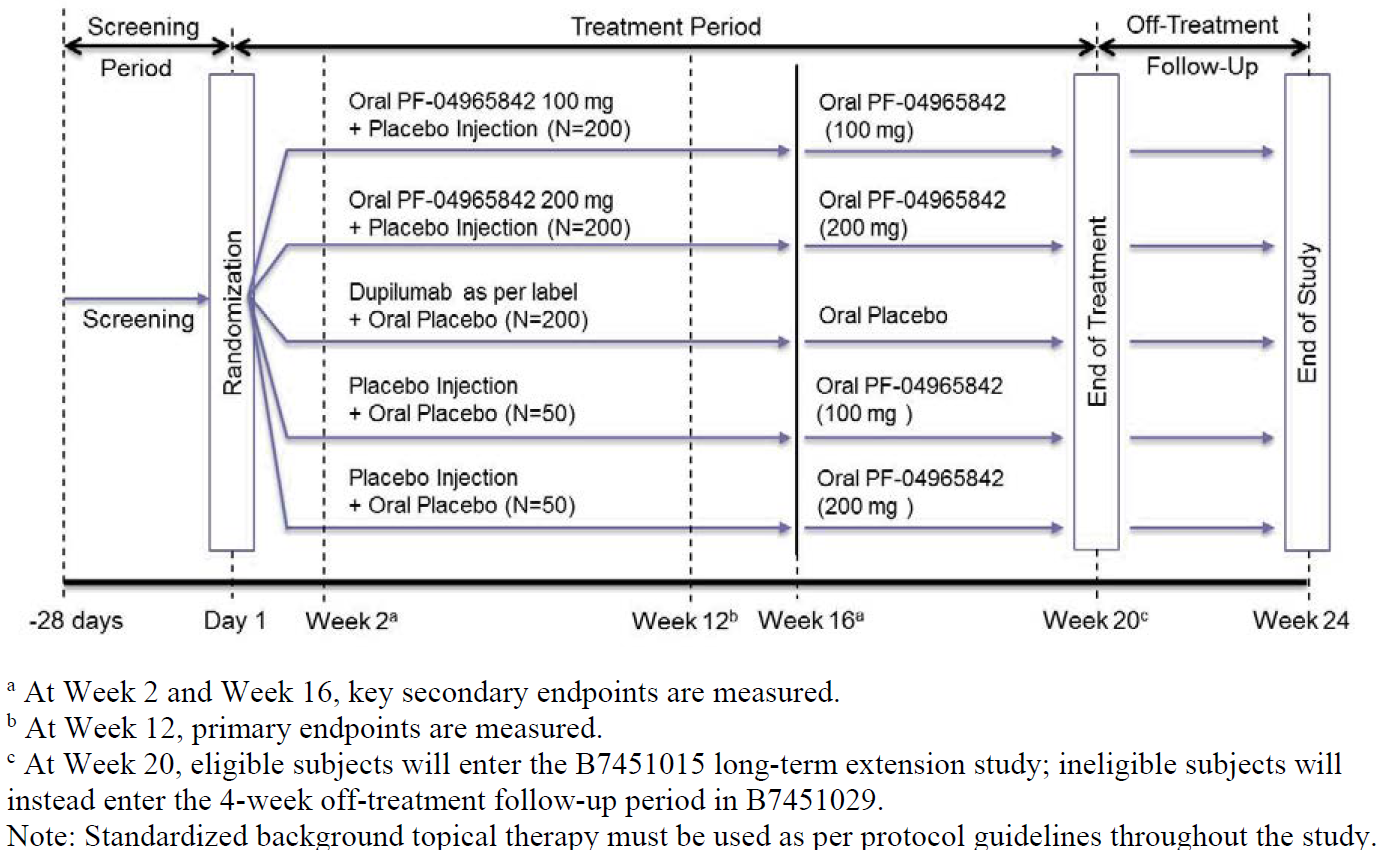 Screening
Period
Treatment Period
Off-Treatment
Follow-Up
Screening
Randomization
Oral PF-04965842 100 mg
+ Placebo Injection (N=200)
Oral PF-04965842
(100 mg)
Oral PF-04965842 200 mg
+ Placebo Injection (N=200)
Oral PF-04965842
(200 mg)
Dupilumab as per label
+ Oral Placebo (N=200)
Oral Placebo
Placebo Injection
+ Oral Placebo (N=50)
Oral PF-04965842
(100 mg )
Placebo Injection
+ Oral Placebo (N=50)
Oral PF-04965842
(200 mg )
End of Treatment
End of Study
-28 days
Day 1
Week 2ᵃ
Week 12ᵇ
Week 16ᵃ
Week 20ᶜ
Week 24
ᵃ At Week 2 and Week 16, key secondary endpoints are measured.
ᵇ At Week 12, primary endpoints are measured.
ᶜ At Week 20, eligible subjects will enter the B7451015 long-term extension study; ineligible subjects will
instead enter the 4-week off-treatment follow-up period in B7451029.
Note: Standardized background topical therapy must be used as per protocol guidelines throughout the study.